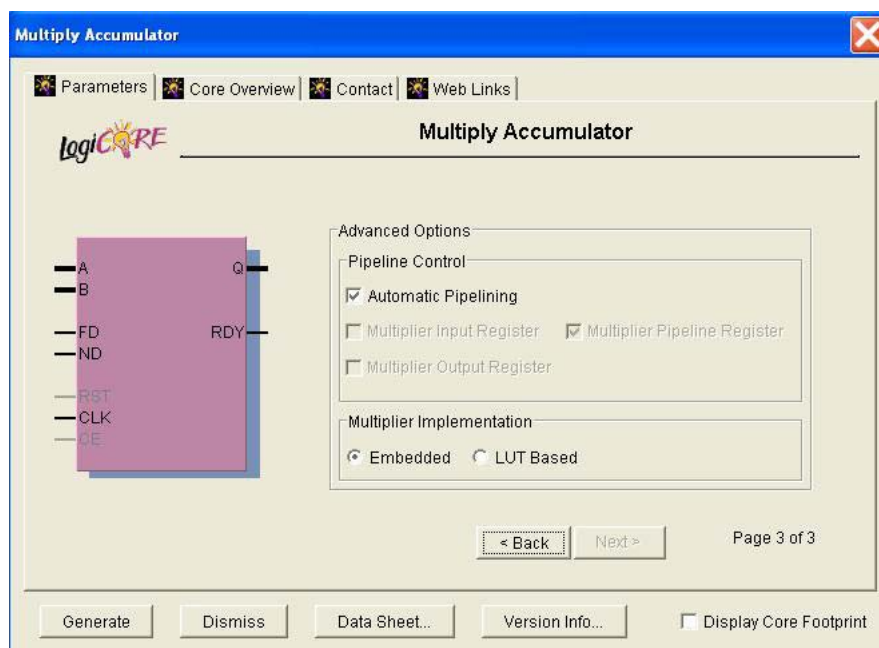 Multiply Accumulator
Parameters Core Overview Contact Web Links
LogiCORE
Multiply Accumulator
A
B
FD
ND
RST
CLK
CE
Q
RDY
Advanced Options
Pipeline Control
Automatic Pipelining
Multiplier Input Register Multiplier Pipeline Register
Multiplier Output Register
Multiplier Implementation
Embedded LUT Based
< Back Next > Page 3 of 3
Generate Dismiss Data Sheet... Version Info... Display Core Footprint